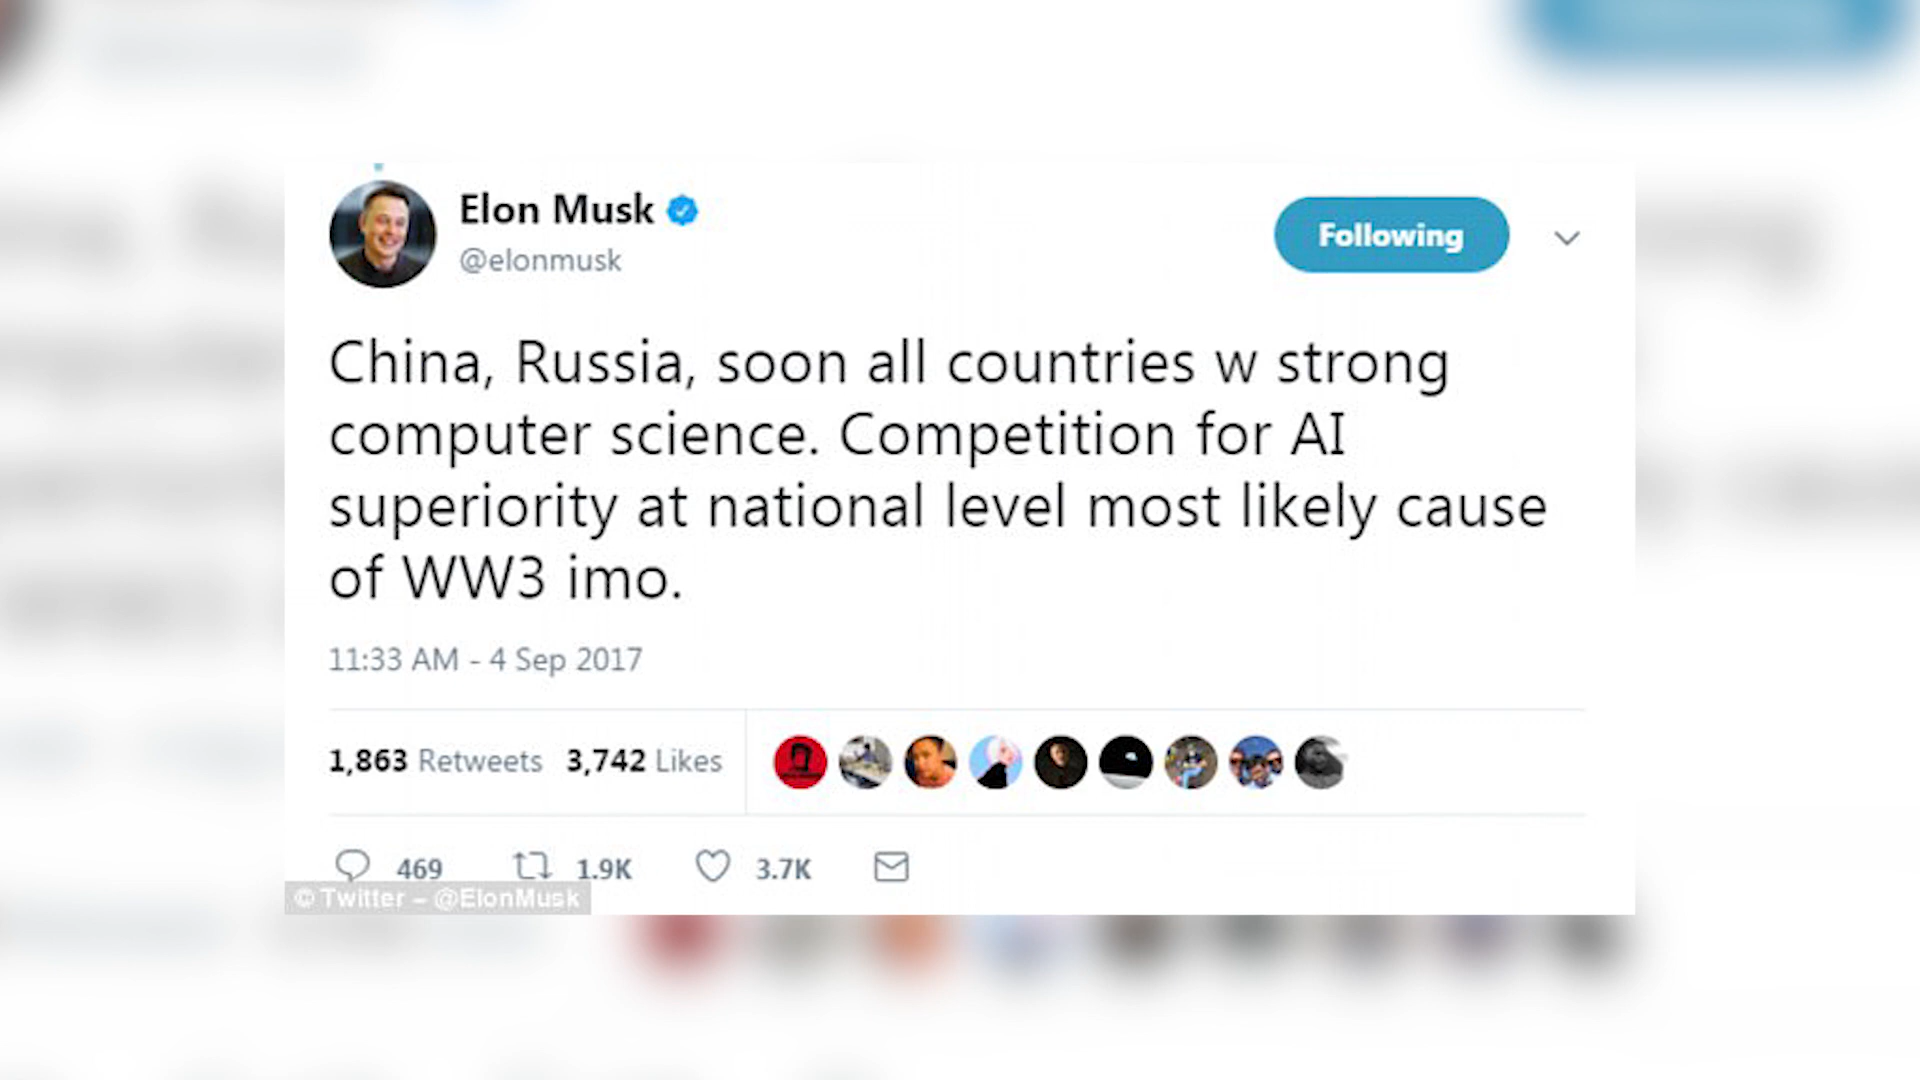 Elon Musk
@elonmusk
Following
China, Russia, soon all countries w strong
computer science. Competition for AI
superiority at national level most likely cause
of WW3 imo.
11:33 AM - 4 Sep 2017
1,863 Retweets 3,742 Likes
469 1.9K 3.7K
© Twitter – @ElonMusk